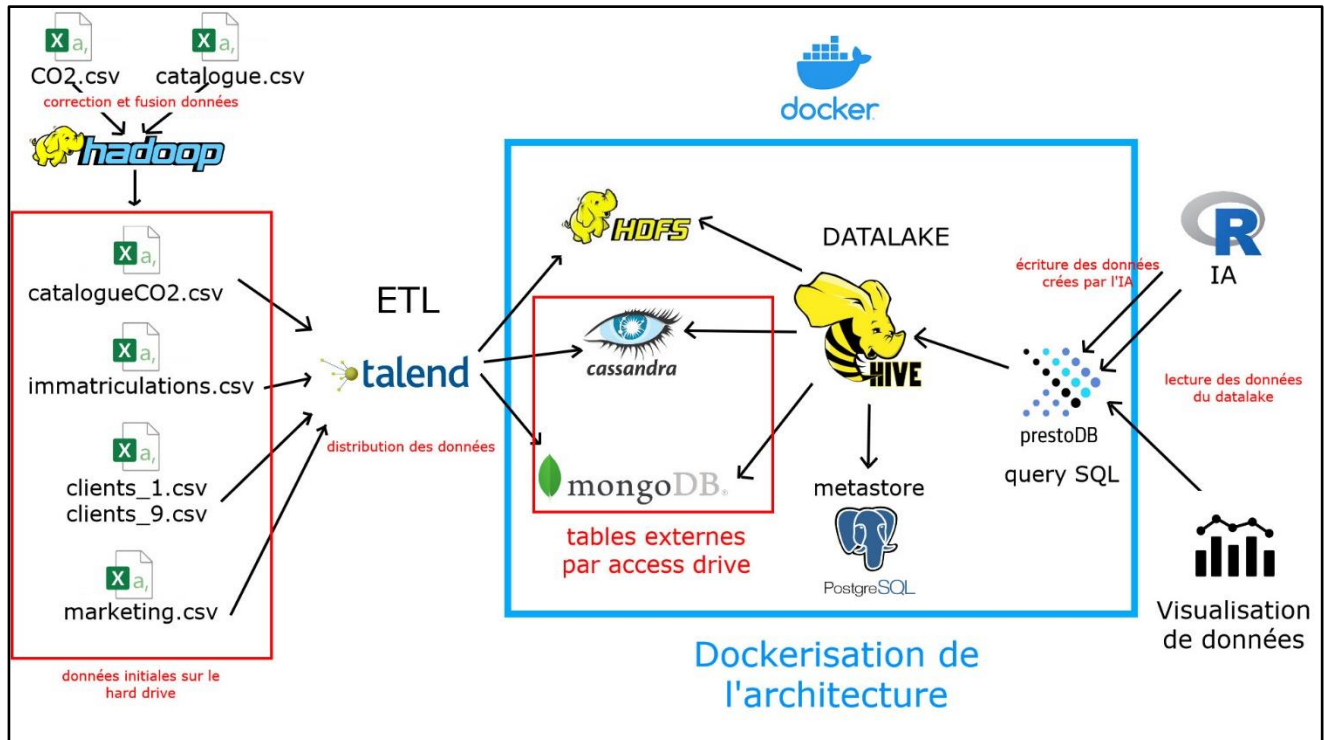 CO2.csv
catalogue.csv
correction et fusion données
hadoop
a,
catalogueCO2.csv
a,
immatriculations.csv
a,
clients_1.csv
clients_9.csv
a,
marketing.csv
données initiales sur le
hard drive
ETL
talend
distribution des données
docker
HDFS
cassandra
mongoDB®
tables externes
par access drive
DATALAKE
HIVE
metastore
PostgreSQL
Dockerisation de
l'architecture
écriture des données
crées par l'IA
prestoDB
query SQL
R
IA
lecture des données
du datalake
Visualisation
de données
X a,
X a,
X
X
X
X